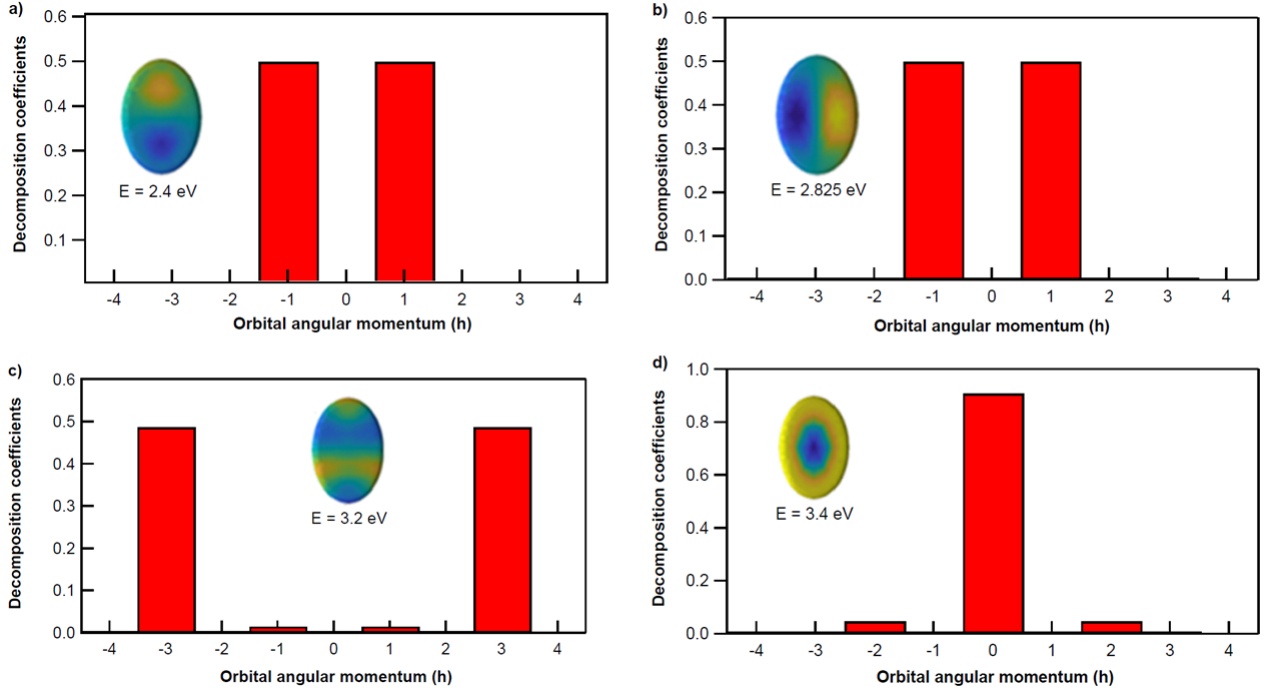 a)
Decomposition coefficients
0.6
0.5
0.4
0.3
0.2
0.1
E = 2.4 eV
-4 -3 -2 -1 0 1 2 3 4
Orbital angular momentum (h)
b)
Decomposition coefficients
0.6
0.5
0.4
0.3
0.2
0.1
0.0
E = 2.825 eV
-4 -3 -2 -1 0 1 2 3 4
Orbital angular momentum (h)
c)
Decomposition coefficients
0.6
0.5
0.4
0.3
0.2
0.1
0.0
E = 3.2 eV
-4 -3 -2 -1 0 1 2 3 4
Orbital angular momentum (h)
d)
Decomposition coefficients
1.0
0.8
0.6
0.4
0.2
0.0
E = 3.4 eV
-4 -3 -2 -1 0 1 2 3 4
Orbital angular momentum (h)